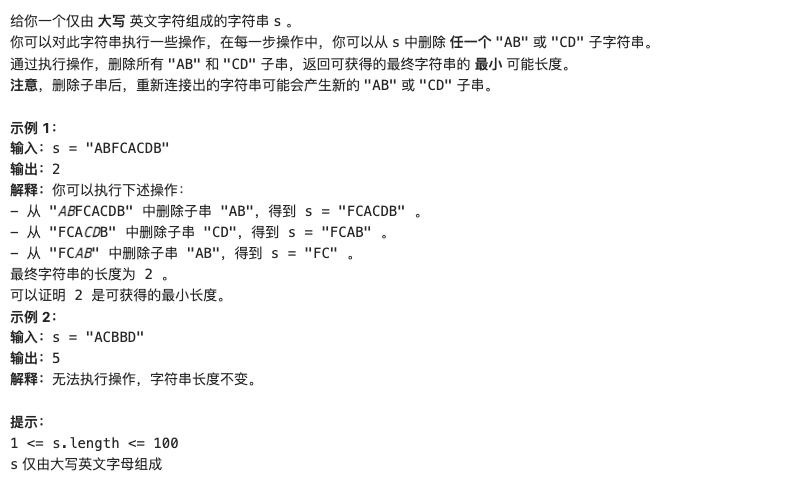 给你一个仅由 大写 英文字符组成的字符串 s 。
你可以对此字符串执行一些操作，在每一步操作中，你可以从 s 中删除 任一个 "AB" 或 "CD" 子字符串。
通过执行操作，删除所有 "AB" 和 "CD" 子串，返回可获得的最终字符串的 最小 可能长度。
注意，删除子串后，重新连接出的字符串可能会产生新的 "AB" 或 "CD" 子串。
示例 1：
输入：s = "ABFCACDB"
输出：2
解释：你可以执行下述操作：
- 从 "ABFCACDB" 中删除子串 "AB"，得到 s = "FCACDB" 。
- 从 "FCACDB" 中删除子串 "CD"，得到 s = "FCAB" 。
- 从 "FCAB" 中删除子串 "AB"，得到 s = "FC" 。
最终字符串的长度为 2 。
可以证明 2 是可获得的最小长度。
示例 2：
输入：s = "ACBBD"
输出：5
解释：无法执行操作，字符串长度不变。
提示：
1 <= s.length <= 100
s 仅由大写英文字母组成